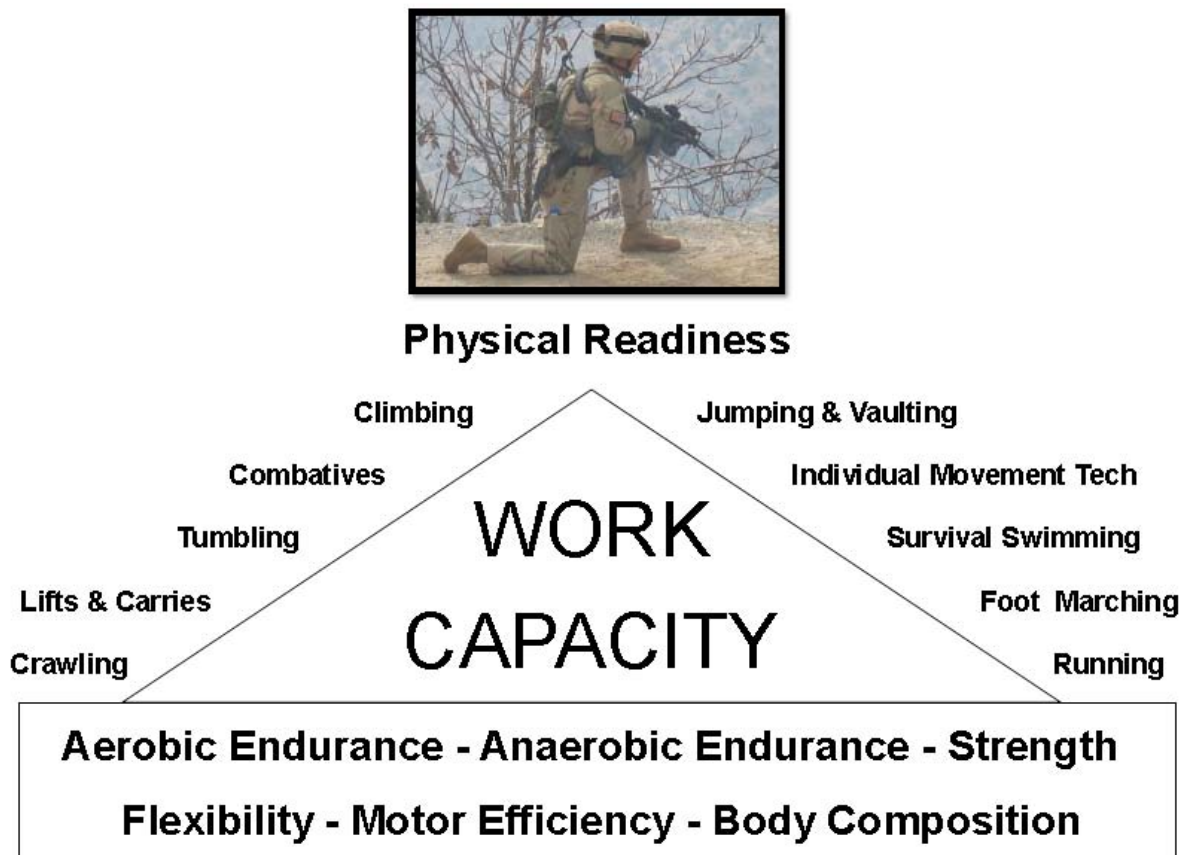 Physical Readiness
Climbing
Jumping & Vaulting
Combatives
Individual Movement Tech
WORK
Tumbling
Survival Swimming
Lifts & Carries
Foot Marching
CAPACITY
Crawling
Running
Aerobic Endurance - Anaerobic Endurance - Strength
Flexibility - Motor Efficiency - Body Composition